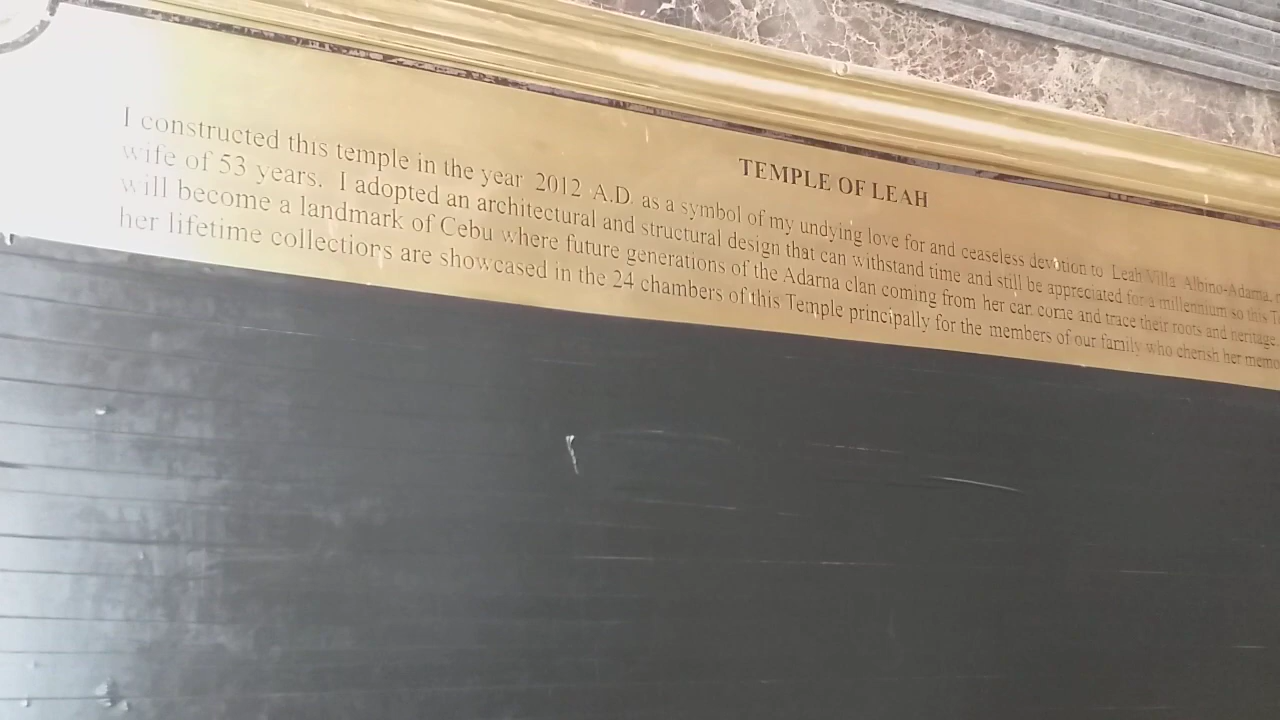 TEMPLE OF LEAH
I constructed this temple in the year 2012 A.D. as a symbol of my undying love for and ceaseless devotion to Leah Villa Albino-Adarna,
wife of 53 years. I adopted an architectural and structural design that can withstand time and still be appreciated for a millennium so this
will become a landmark of Cebu where future generations of the Adarna clan coming from her can come and trace their roots and heritage.
her lifetime collections are showcased in the 24 chambers of this Temple principally for the members of our family who cherish her